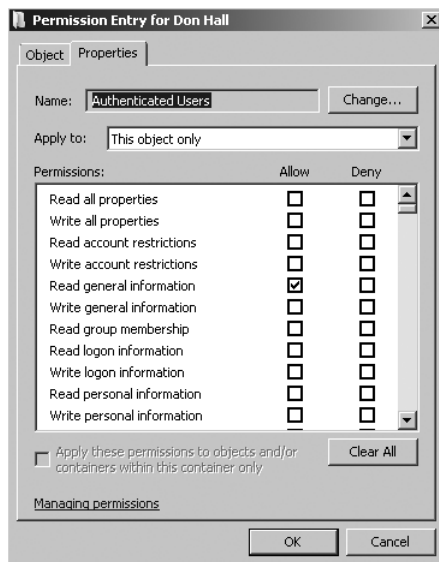 Permission Entry for Don Hall
Object Properties
Name: Authenticated Users Change...
Apply to: This object only
Permissions: Allow Deny
Read all properties
Write all properties
Read account restrictions
Write account restrictions
Read general information
Write general information
Read group membership
Read logon information
Write logon information
Read personal information
Write personal information
Apply these permissions to objects and/or
containers within this container only
Clear All
Managing permissions
OK Cancel